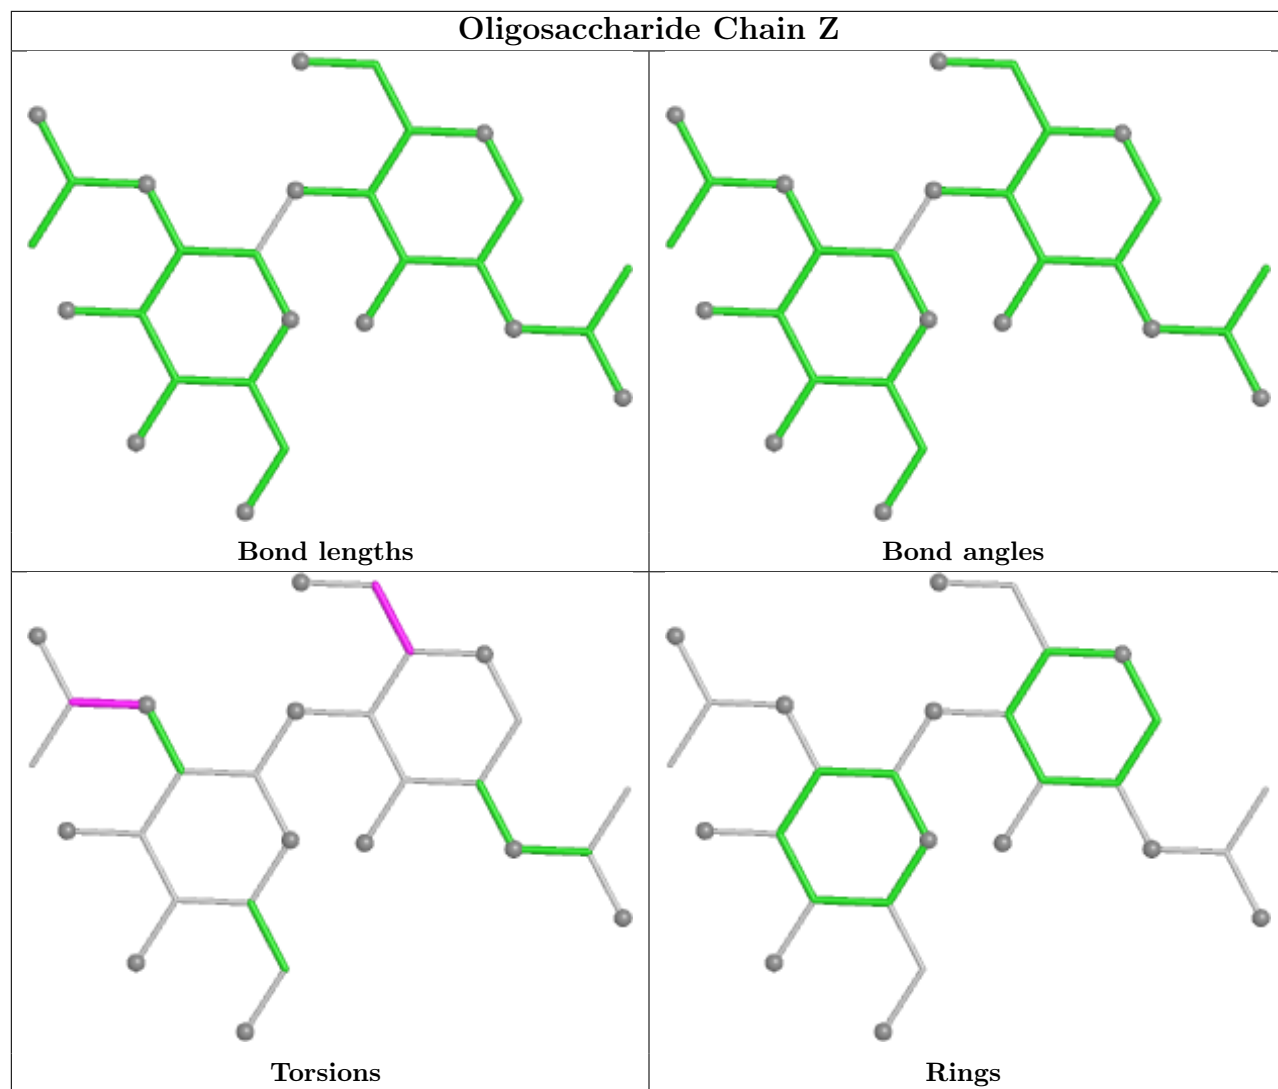 Oligosaccharide Chain Z
Bond lengths
Bond angles
Torsions
Rings